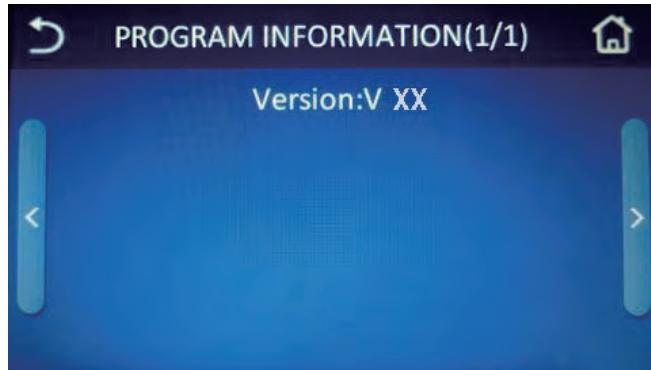 PROGRAM INFORMATION(1/1)
Version:V XX
< >